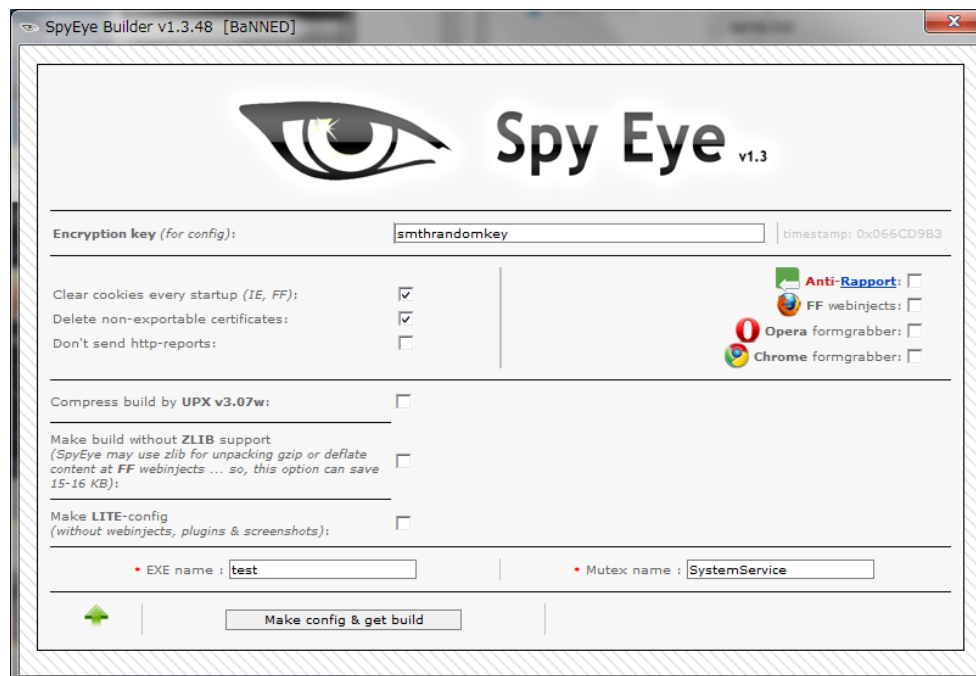 SpyEye Builder v1.3.48 [BaNNED]
Spy Eye v1.3
Encryption key (for config): smthrandomkey timestamp: 0x066CD9B3
Clear cookies every startup (IE, FF):
Delete non-exportable certificates:
Don't send http-reports:
Anti-Rapport:
FF webinjects:
Opera formgrabber:
Chrome formgrabber:
Compress build by UPX v3.07w:
Make build without ZLIB support
(SpyEye may use zlib for unpacking gzip or deflate
content at FF webinjects ... so, this option can save
15-16 KB):
Make LITE-config
(without webinjects, plugins & screenshots):
• EXE name : test
• Mutex name : SystemService
Make config & get build